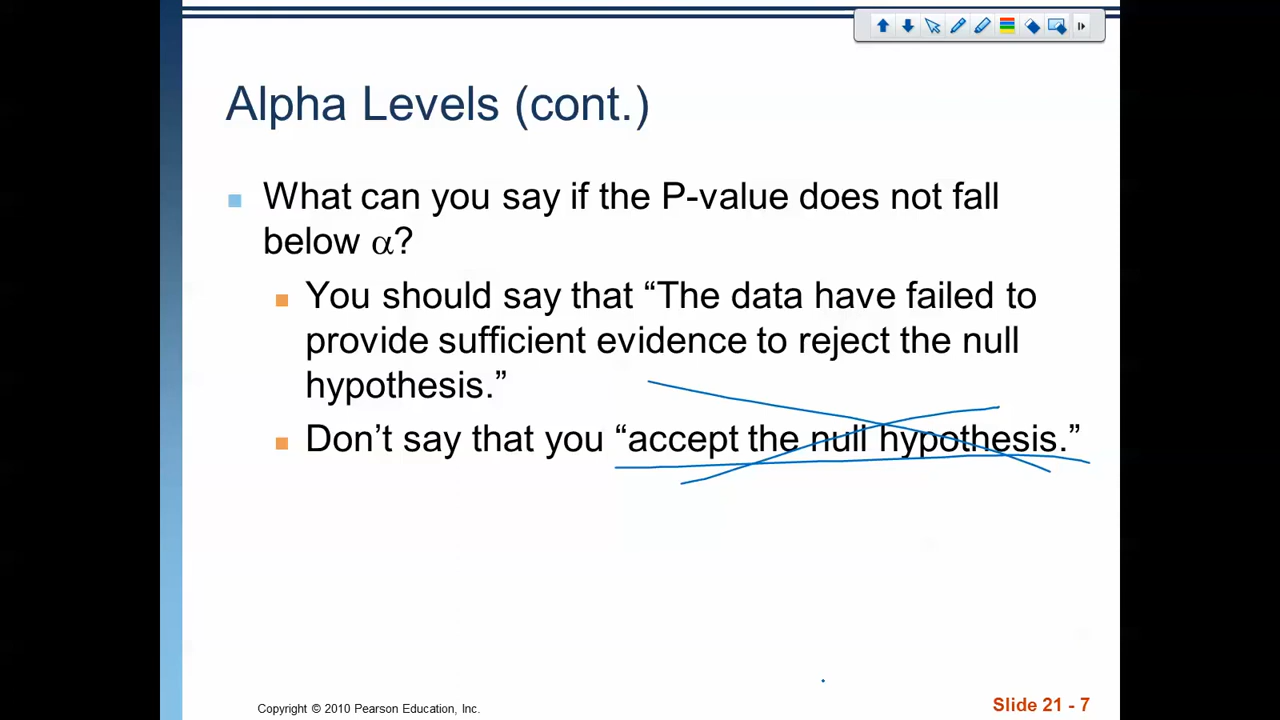 Alpha Levels (cont.)
What can you say if the P-value does not fall
below α?
You should say that “The data have failed to
provide sufficient evidence to reject the null
hypothesis.”
Don’t say that you “accept the null hypothesis.”
Copyright © 2010 Pearson Education, Inc.
Slide 21 - 7